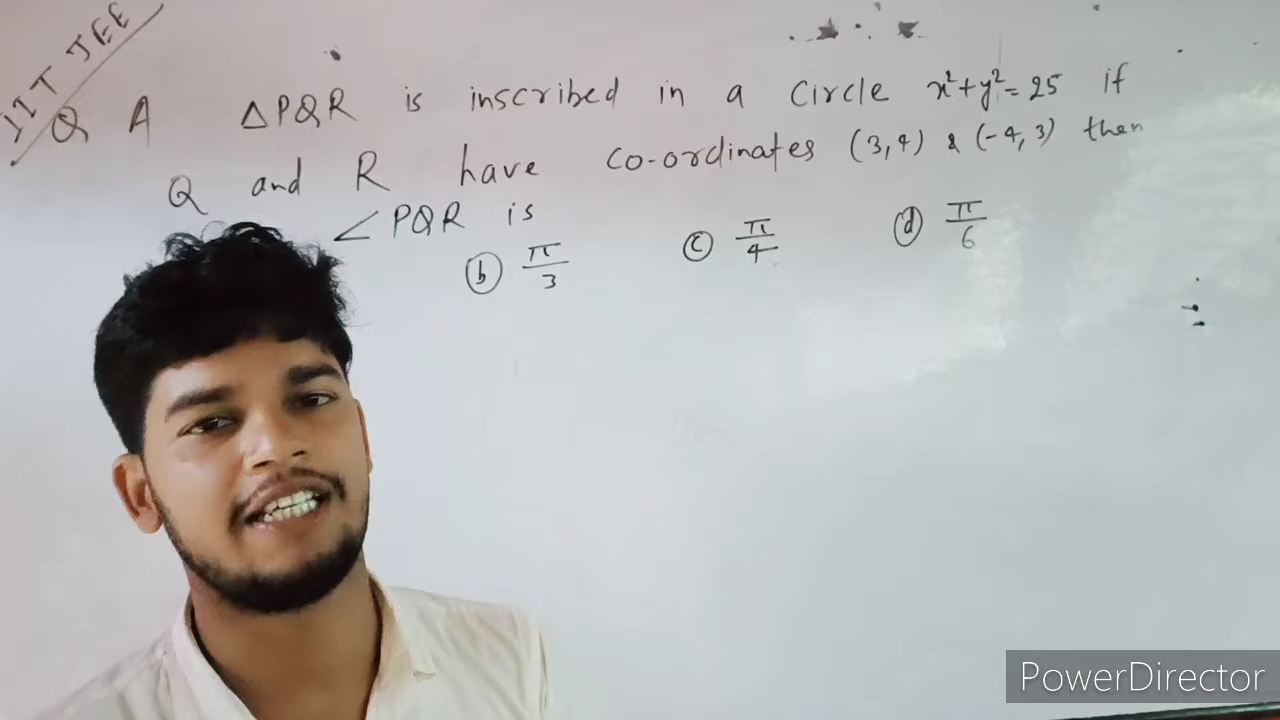 IIT JEE
Q A △PQR is inscribed in a circle x²+y²=25 if
Q and R have co-ordinates (3,4) & (-4,3) then
∠PQR is
ⓑ π/3 ⓒ π/4 ⓓ π/6
PowerDirector